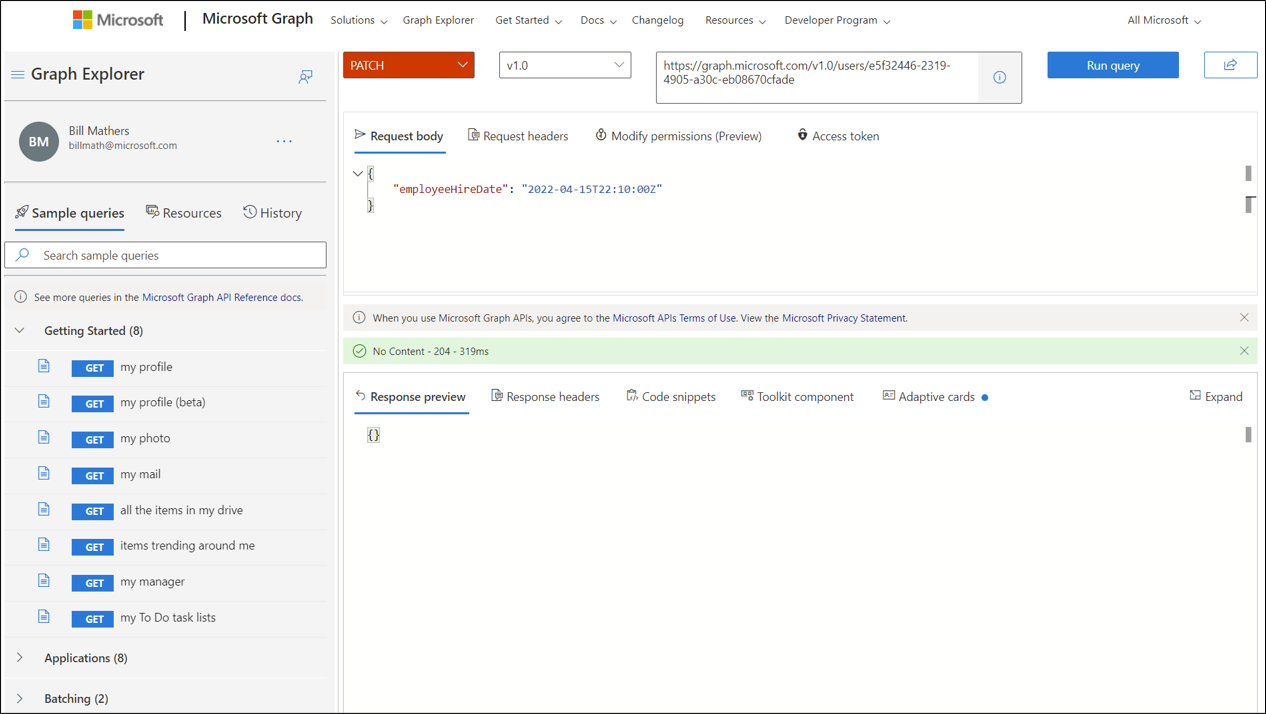 Microsoft | Microsoft Graph Solutions Graph Explorer Get Started Docs Changelog Resources Developer Program All Microsoft
Graph Explorer
BM
Bill Mathers
billmath@microsoft.com
...
Sample queries Resources History
Search sample queries
See more queries in the Microsoft Graph API Reference docs.
Getting Started (8)
GET my profile
GET my profile (beta)
GET my photo
GET my mail
GET all the items in my drive
GET items trending around me
GET my manager
GET my To Do task lists
Applications (8)
Batching (2)
PATCH v1.0
https://graph.microsoft.com/v1.0/users/e5f32446-2319-
4905-a30c-eb08670cfade
Run query
Request body Request headers Modify permissions (Preview) Access token
{
"employeeHireDate": "2022-04-15T22:10:00Z"
}
When you use Microsoft Graph APIs, you agree to the Microsoft APIs Terms of Use. View the Microsoft Privacy Statement.
No Content - 204 - 319ms
Response preview Response headers Code snippets Toolkit component Adaptive cards Expand
{}